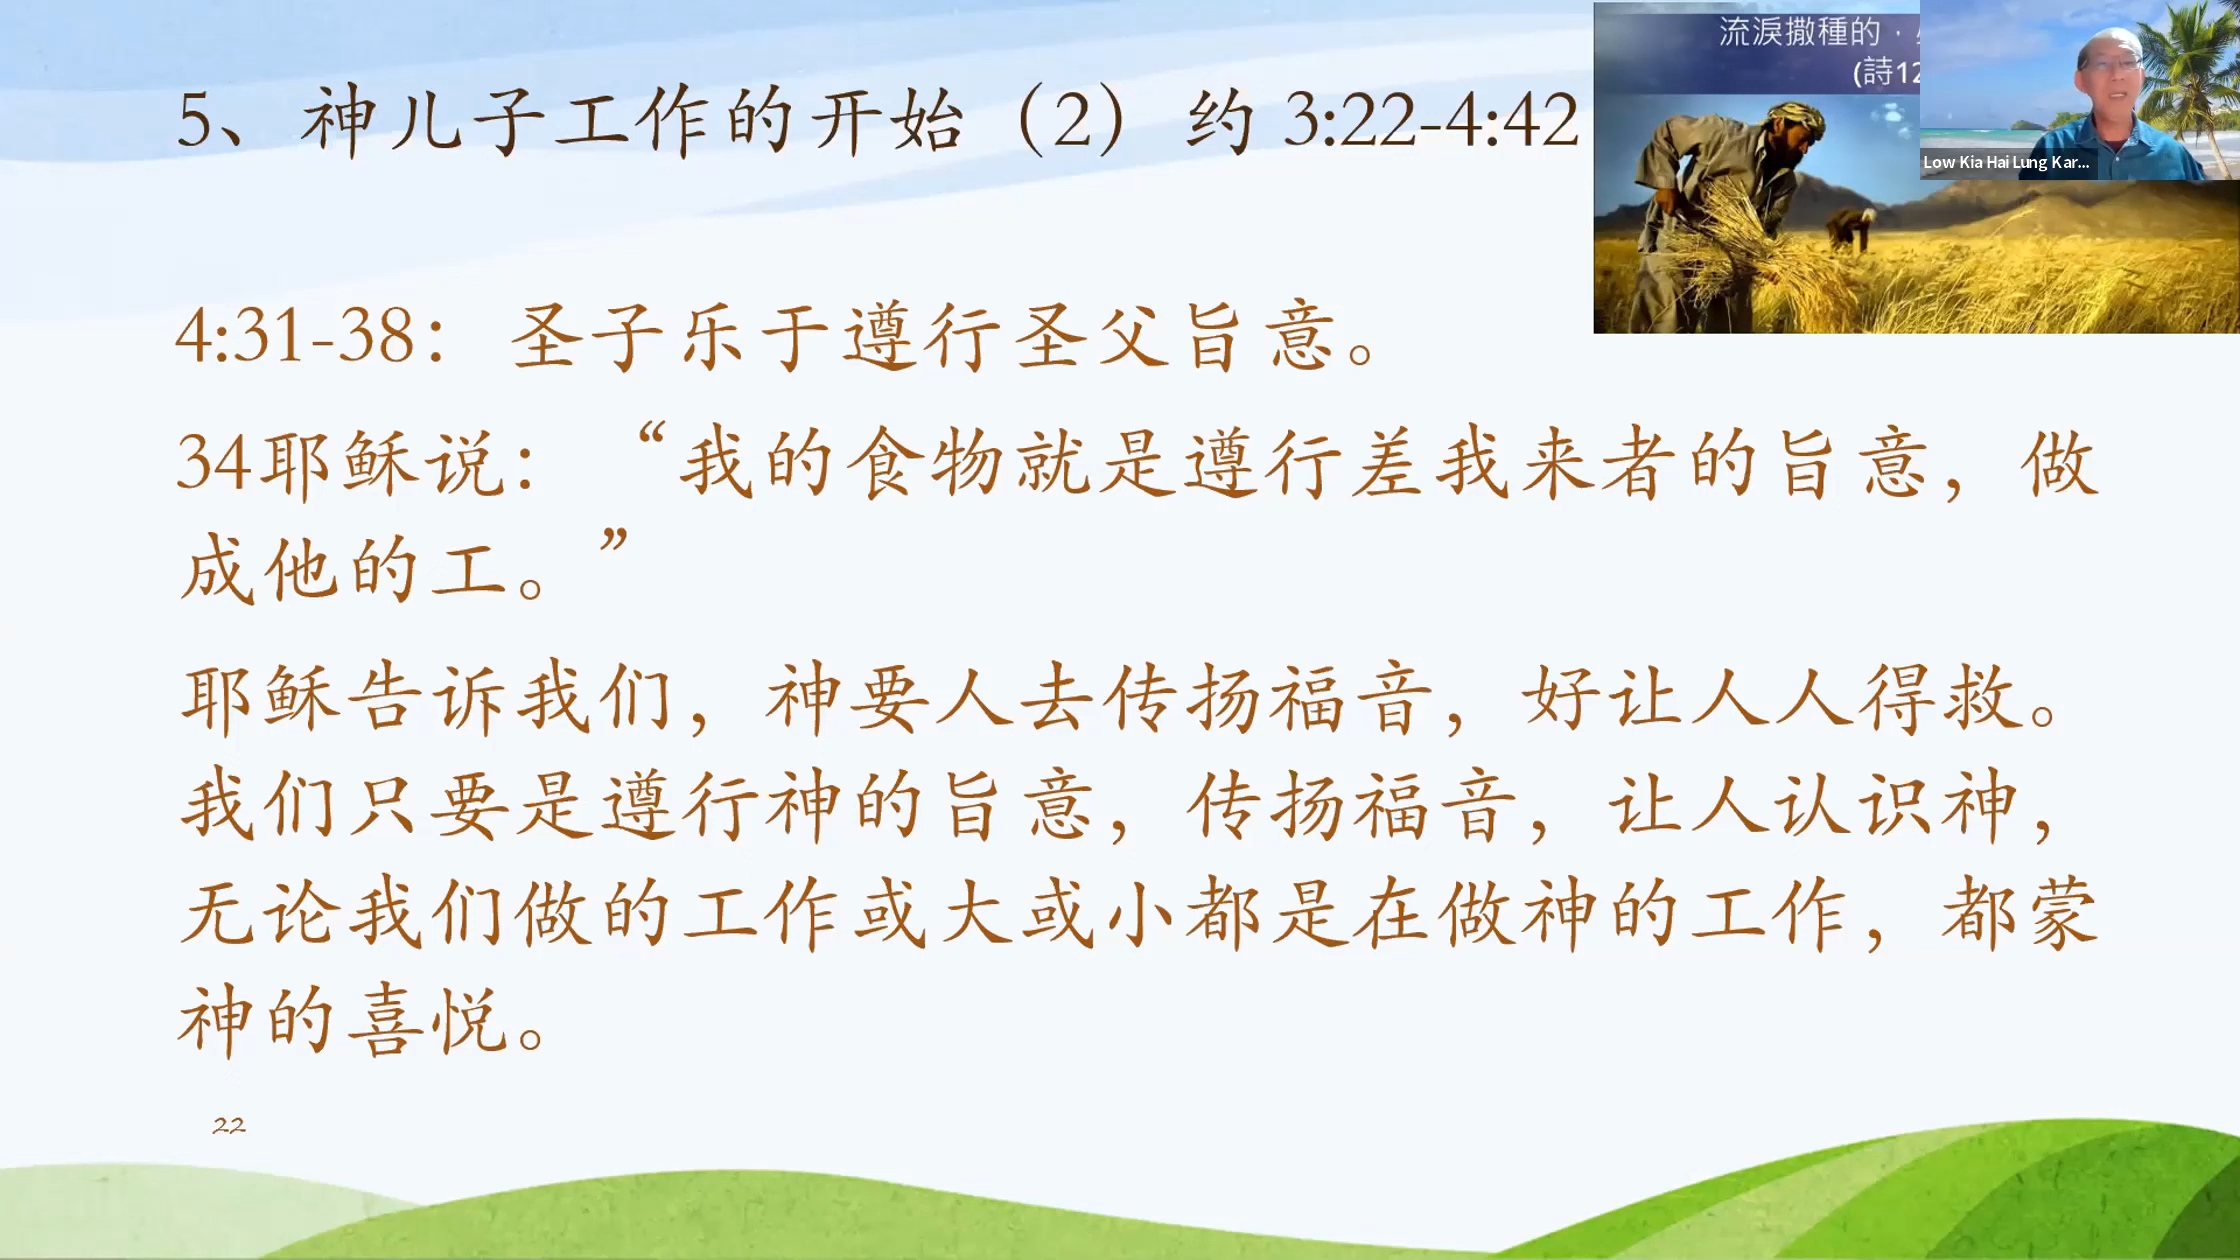 5、神儿子工作的开始（2） 约 3:22-4:42
流淚撒種的，
(詩12
Low Kia Hai Lung Kar...
4:31-38： 圣子乐于遵行圣父旨意。
34耶稣说： “我的食物就是遵行差我来者的旨意，做
成他的工。”
耶稣告诉我们，神要人去传扬福音，好让人人得救。
我们只要是遵行神的旨意，传扬福音，让人认识神，
无论我们做的工作或大或小都是在做神的工作，都蒙
神的喜悦。
22